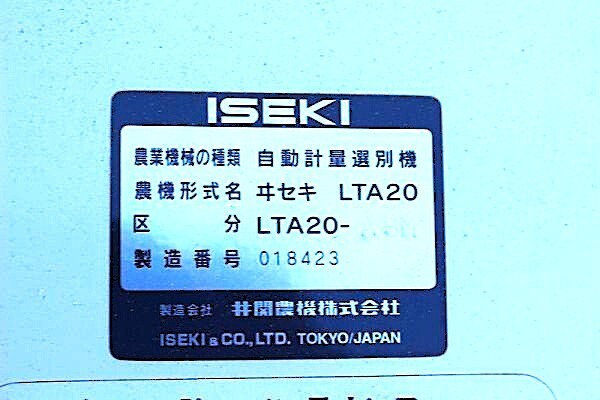 ISEKI
農業機械の種類 自動計量選別機
農機形式名 ヰセキ LTA20
区分 LTA20-
製造番号 018423
製造会社 井関農機株式会社
ISEKI & CO., LTD. TOKYO/JAPAN